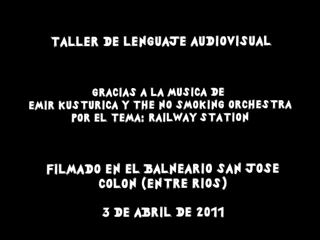 TALLER DE LENGUAJE AUDIOVISUAL
GRACIAS A LA MUSICA DE
EMIR KUSTURICA Y THE NO SMOKING ORCHESTRA
POR EL TEMA: RAILWAY STATION
FILMADO EN EL BALNEARIO SAN JOSE
COLON (ENTRE RIOS)
3 DE ABRIL DE 2011